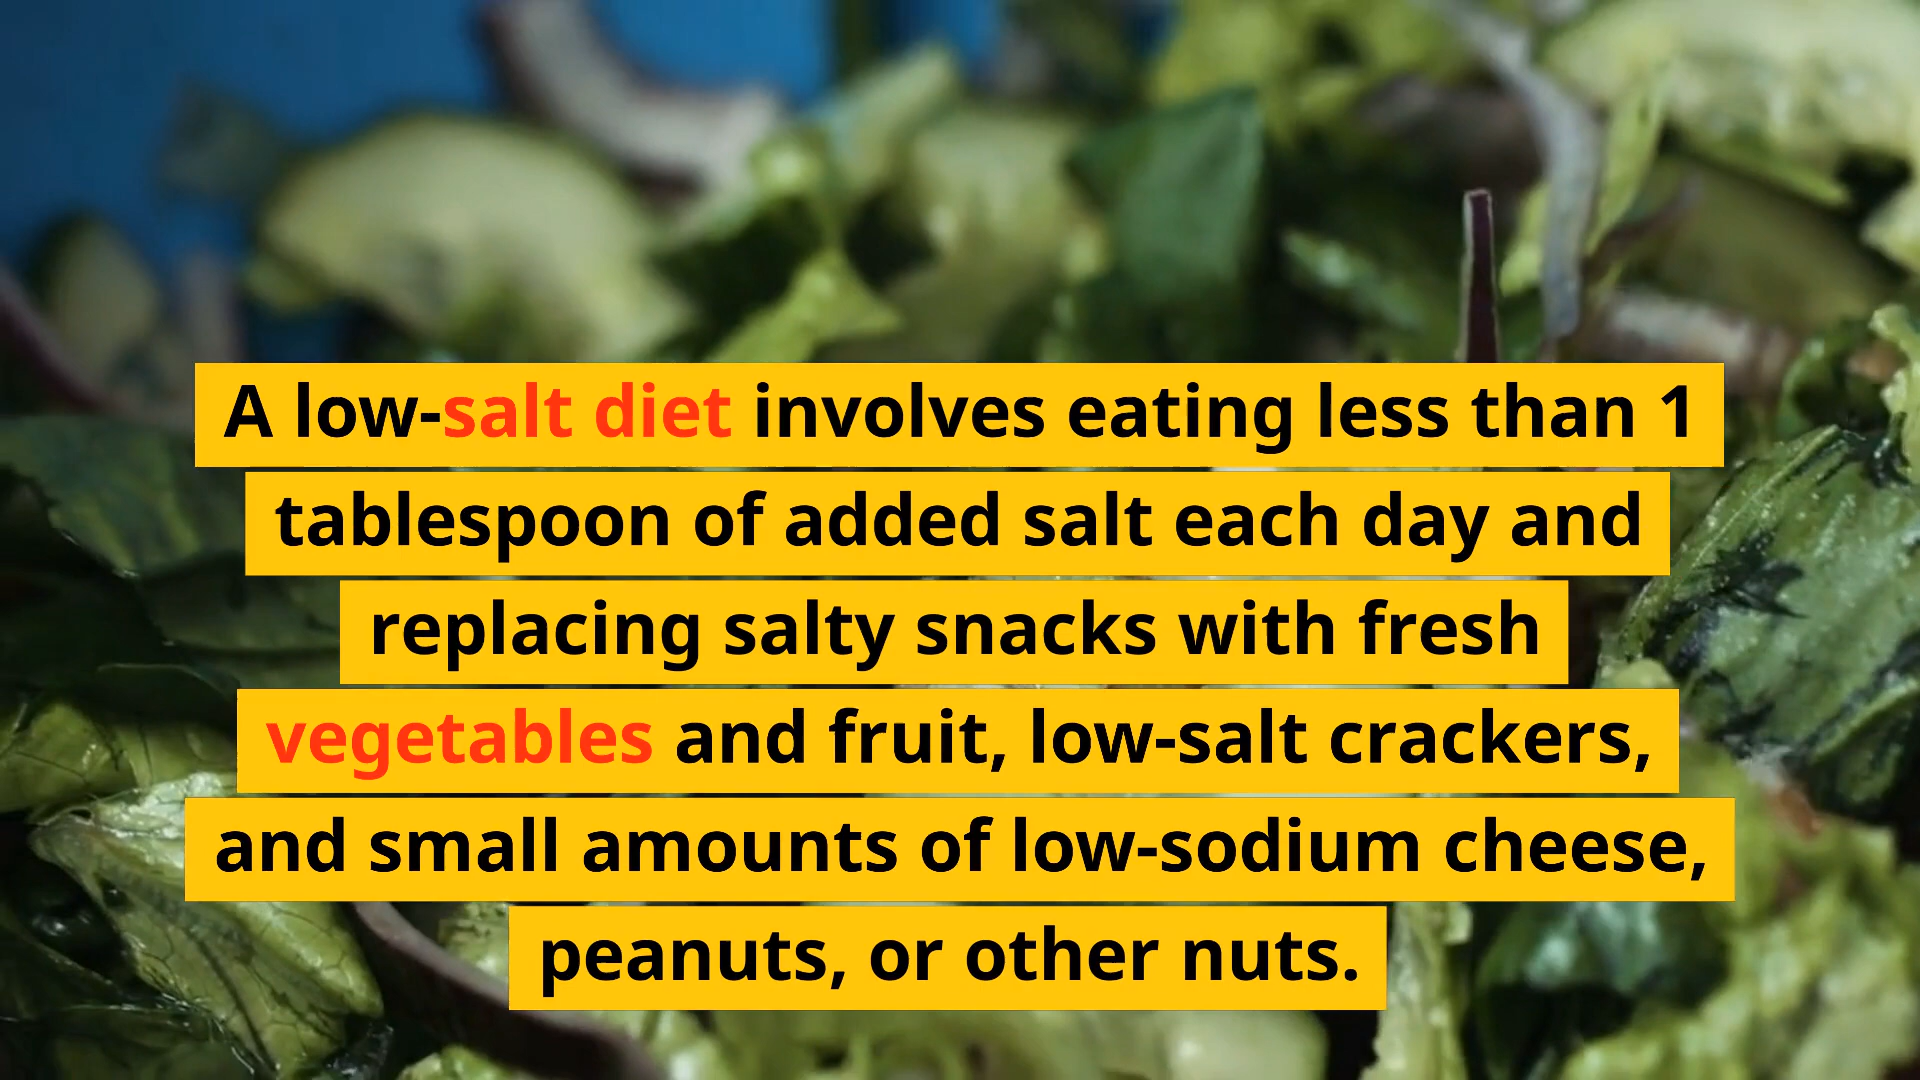 A low-salt diet involves eating less than 1
tablespoon of added salt each day and
replacing salty snacks with fresh
vegetables and fruit, low-salt crackers,
and small amounts of low-sodium cheese,
peanuts, or other nuts.